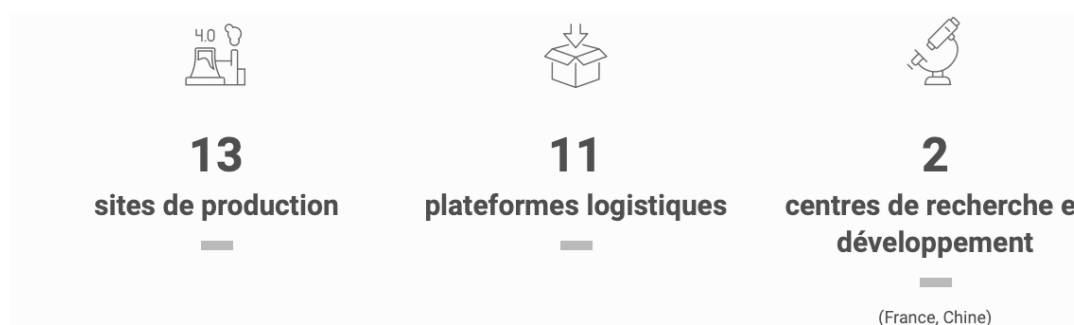 4.0
13
sites de production
11
plateformes logistiques
2
centres de recherche e
développement
(France, Chine)